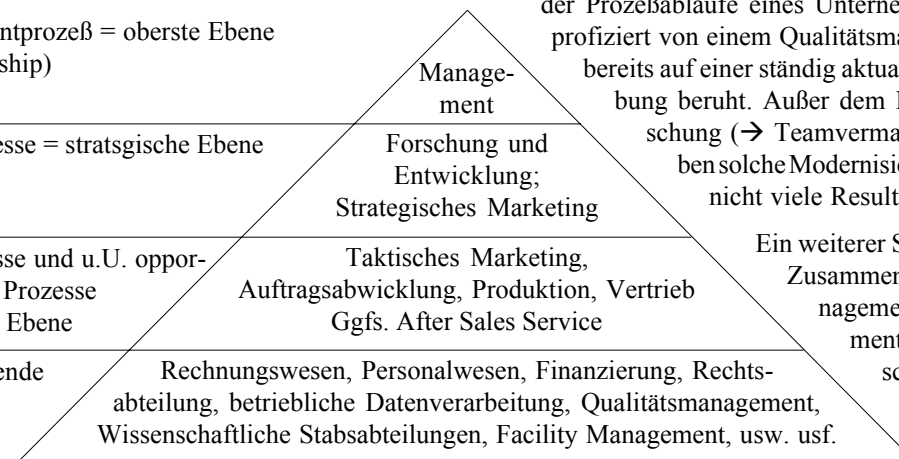 ntprozeß = oberste Ebene
ship)
esse = stratsgische Ebene
sse und u.U. oppor-
Prozesse
Ebene
ende
Manage-
ment
Forschung und
Entwicklung;
Strategisches Marketing
Taktisches Marketing,
Auftragsabwicklung, Produktion, Vertrieb
Ggfs. After Sales Service
Rechnungswesen, Personalwesen, Finanzierung, Rechts-
abteilung, betriebliche Datenverarbeitung, Qualitätsmanagement,
Wissenschaftliche Stabsabteilungen, Facility Management, usw. usf.
der Prozeßabläufe eines Unterne
profiziert von einem Qualitätsma
bereits auf einer ständig aktua
bung beruht. Außer dem
schung (→ Teamverma
ben solche Modernisi
nicht viele Result
Ein weiterer S
Zusammen
nageme
ment
sc